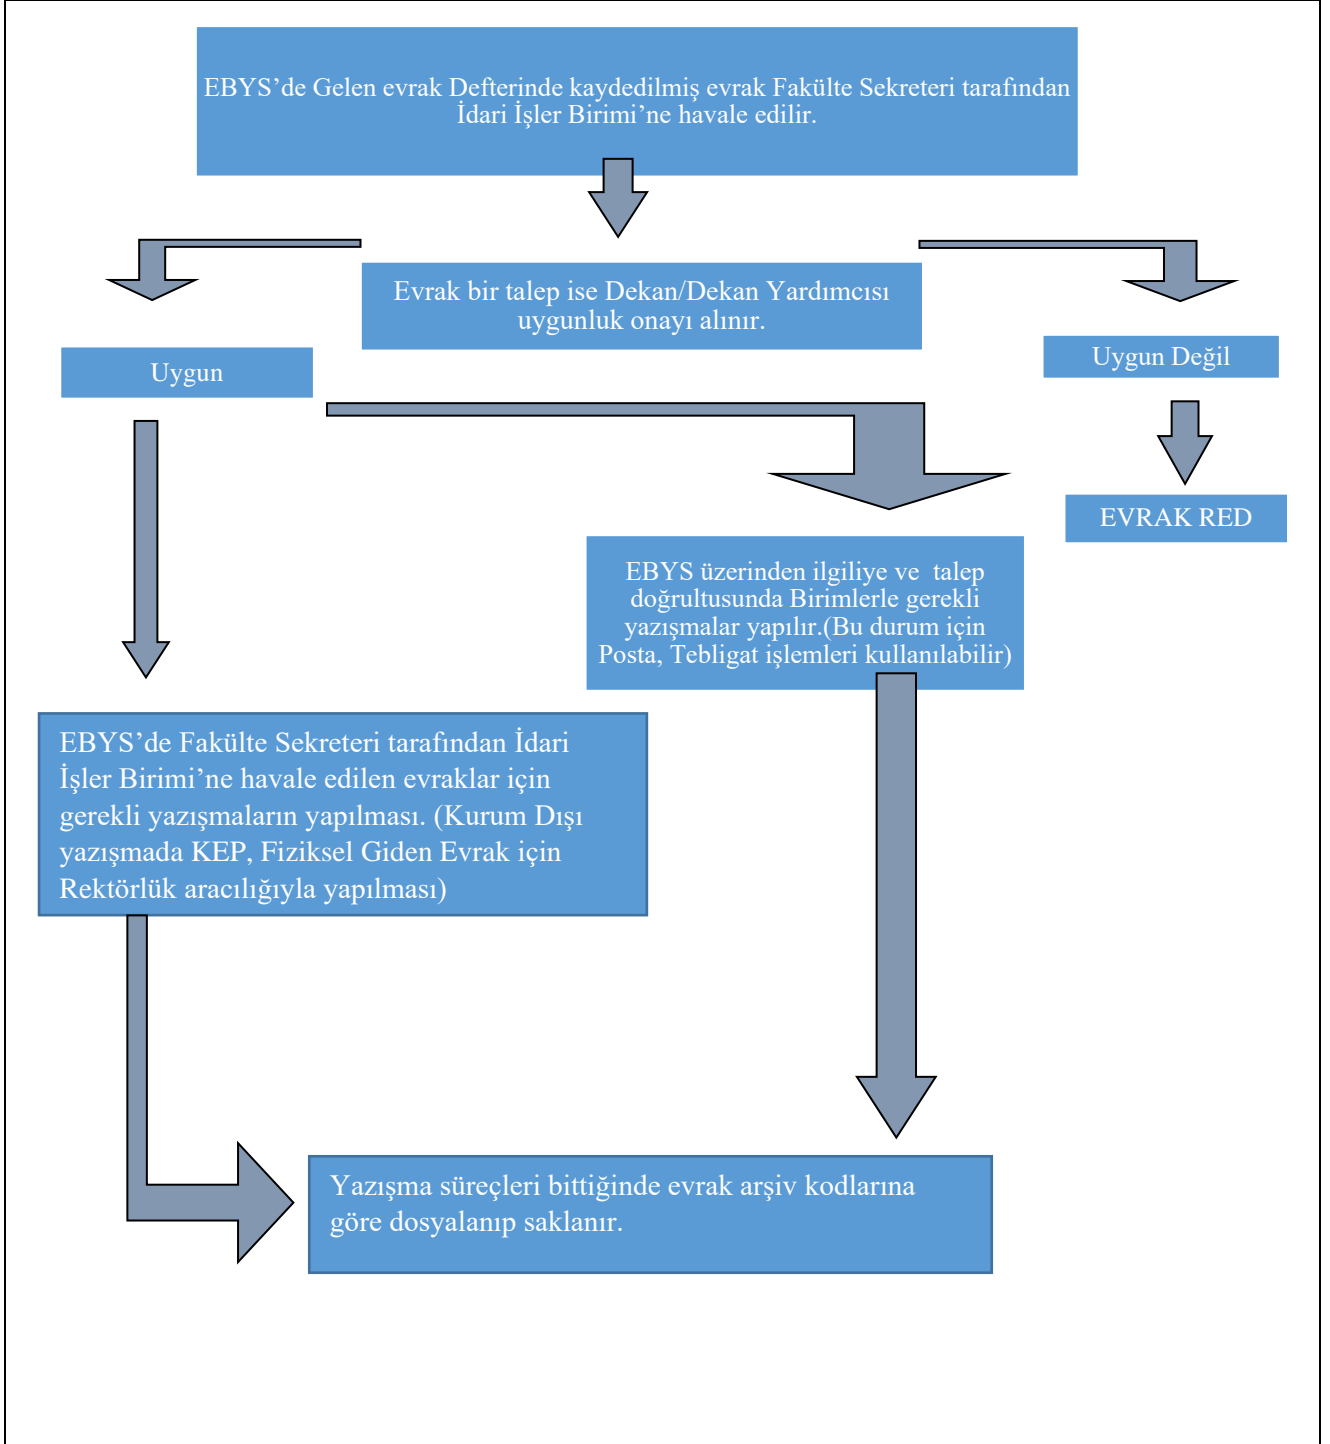 EBYS’de Gelen evrak Defterinde kaydedilmiş evrak Fakülte Sekreteri tarafından
İdari İşler Birimi’ne havale edilir.
Evrak bir talep ise Dekan/Dekan Yardımcısı
uygunluk onayı alınır.
Uygun
Uygun Değil
EVRAK RED
EBYS üzerinden ilgiliye ve talep
doğrultusunda Birimlerle gerekli
yazışmalar yapılır.(Bu durum için
Posta, Tebligat işlemleri kullanılabilir)
EBYS’de Fakülte Sekreteri tarafından İdari
İşler Birimi’ne havale edilen evraklar için
gerekli yazışmaların yapılması. (Kurum Dışı
yazışmada KEP, Fiziksel Giden Evrak için
Rektörlük aracılığıyla yapılması)
Yazışma süreçleri bittiğinde evrak arşiv kodlarına
göre dosyalanıp saklanır.